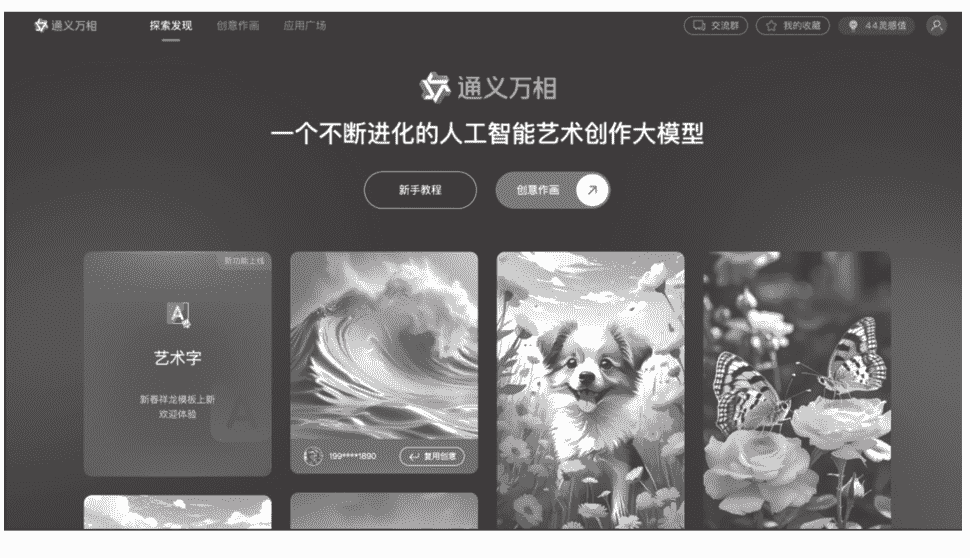 通义万相 探索发现 创意作画 应用广场 交流群 我的收藏 44灵感值
通义万相
一个不断进化的人工智能艺术创作大模型
新手教程 创意作画
新功能上线
A
艺术字
新春祥龙模板上新
欢迎体验
199****1890 复用创意